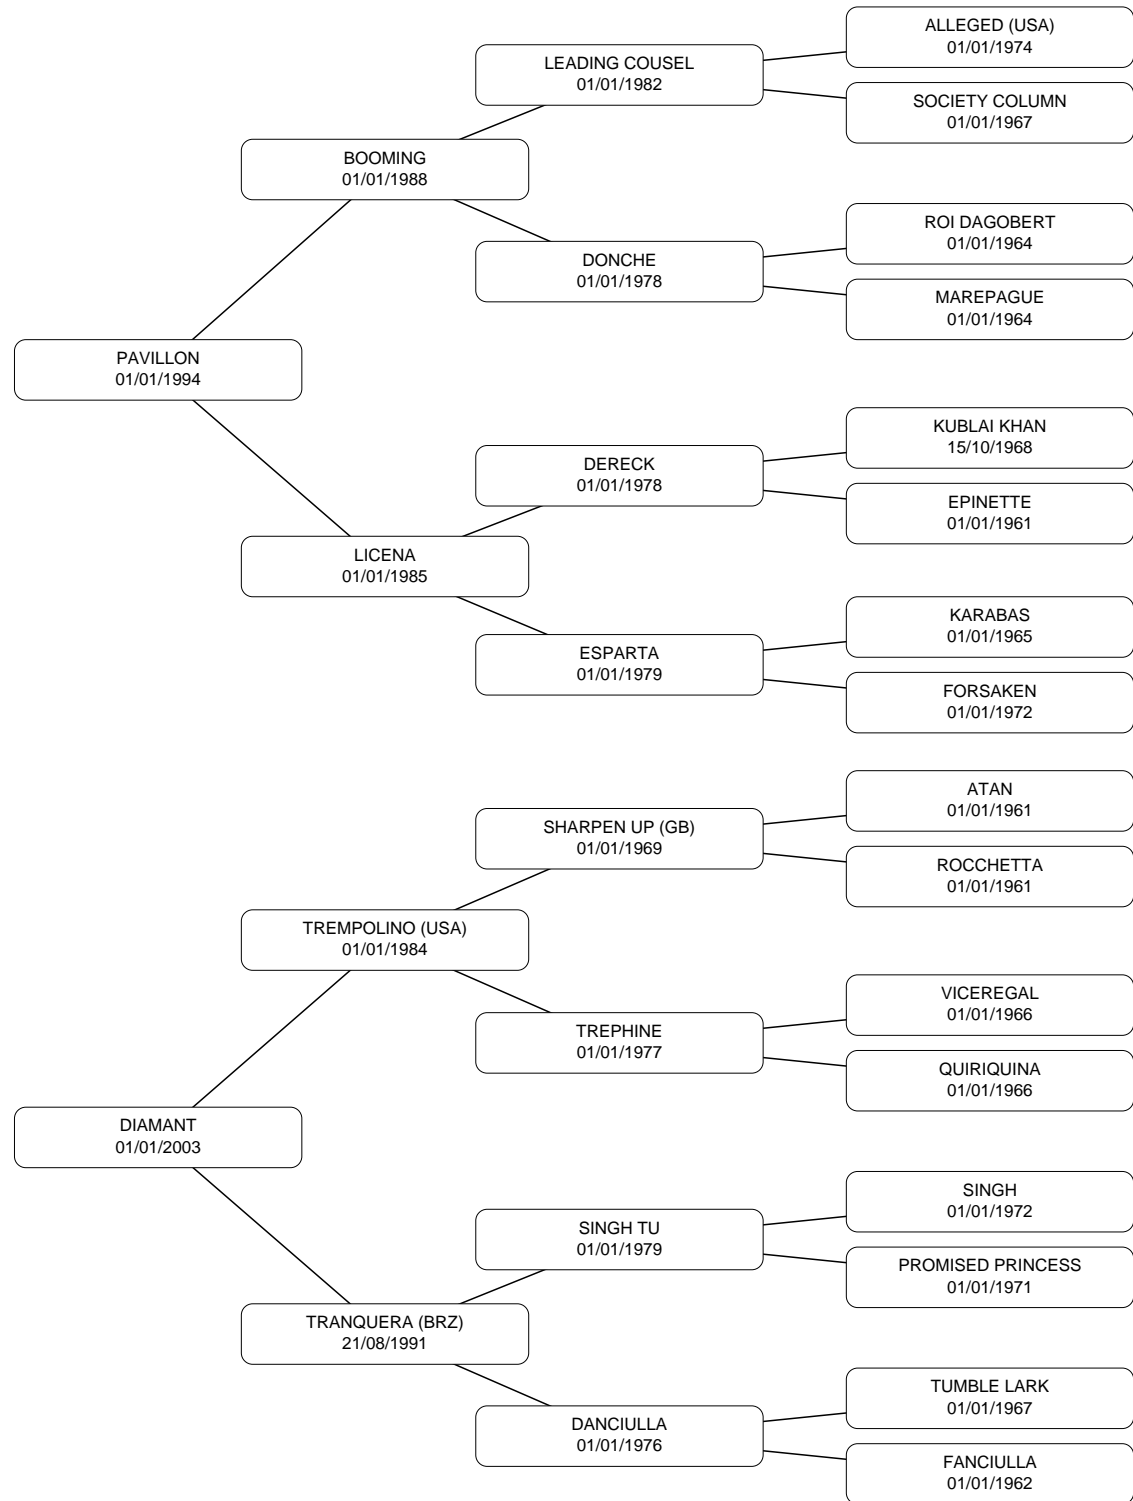 ALLEGED (USA)
01/01/1974
LEADING COUSEL
01/01/1982
SOCIETY COLUMN
01/01/1967
BOOMING
01/01/1988
ROI DAGOBERT
01/01/1964
DONCHE
01/01/1978
MAREPAGUE
01/01/1964
PAVILLON
01/01/1994
KUBLAI KHAN
15/10/1968
DERECK
01/01/1978
EPINETTE
01/01/1961
LICENA
01/01/1985
KARABAS
01/01/1965
ESPARTA
01/01/1979
FORSAKEN
01/01/1972
ATAN
01/01/1961
SHARPEN UP (GB)
01/01/1969
ROCCHETTA
01/01/1961
TREMPOLINO (USA)
01/01/1984
VICEREGAL
01/01/1966
TREPHINE
01/01/1977
QUIRIQUINA
01/01/1966
DIAMANT
01/01/2003
SINGH
01/01/1972
SINGH TU
01/01/1979
PROMISED PRINCESS
01/01/1971
TRANQUERA (BRZ)
21/08/1991
TUMBLE LARK
01/01/1967
DANCIULLA
01/01/1976
FANCIULLA
01/01/1962